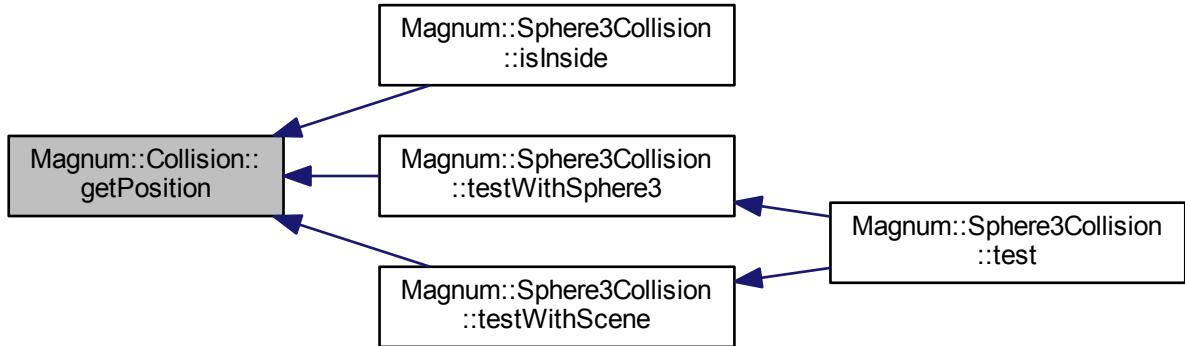 Magnum::Sphere3Collision
::isInside
Magnum::Collision::
getPosition
Magnum::Sphere3Collision
::testWithSphere3
Magnum::Sphere3Collision
::test
Magnum::Sphere3Collision
::testWithScene